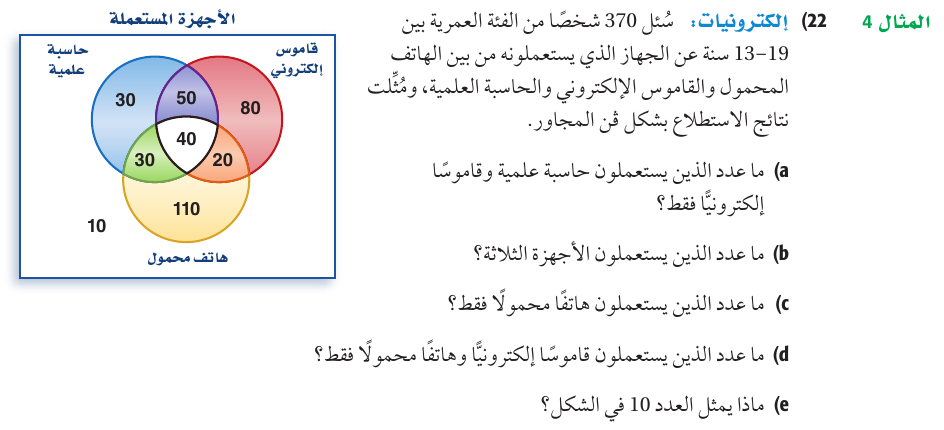 المثال 4
22) إلكترونيات: سُئل 370 شخصًا من الفئة العمرية بين
13–19 سنة عن الجهاز الذي يستعملونه من بين الهاتف
المحمول والقاموس الإلكتروني والحاسبة العلمية، ومُثِّلت
نتائج الاستطلاع بشكل ڤن المجاور.
a) ما عدد الذين يستعملون حاسبة علمية وقاموسًا
إلكترونيًّا فقط؟
b) ما عدد الذين يستعملون الأجهزة الثلاثة؟
c) ما عدد الذين يستعملون هاتفًا محمولًا فقط؟
d) ما عدد الذين يستعملون قاموسًا إلكترونيًّا وهاتفًا محمولًا فقط؟
e) ماذا يمثل العدد 10 في الشكل؟
الأجهزة المستعملة
قاموس
إلكتروني
حاسبة
علمية
80
50
30
40
20
30
110
10
هاتف محمول